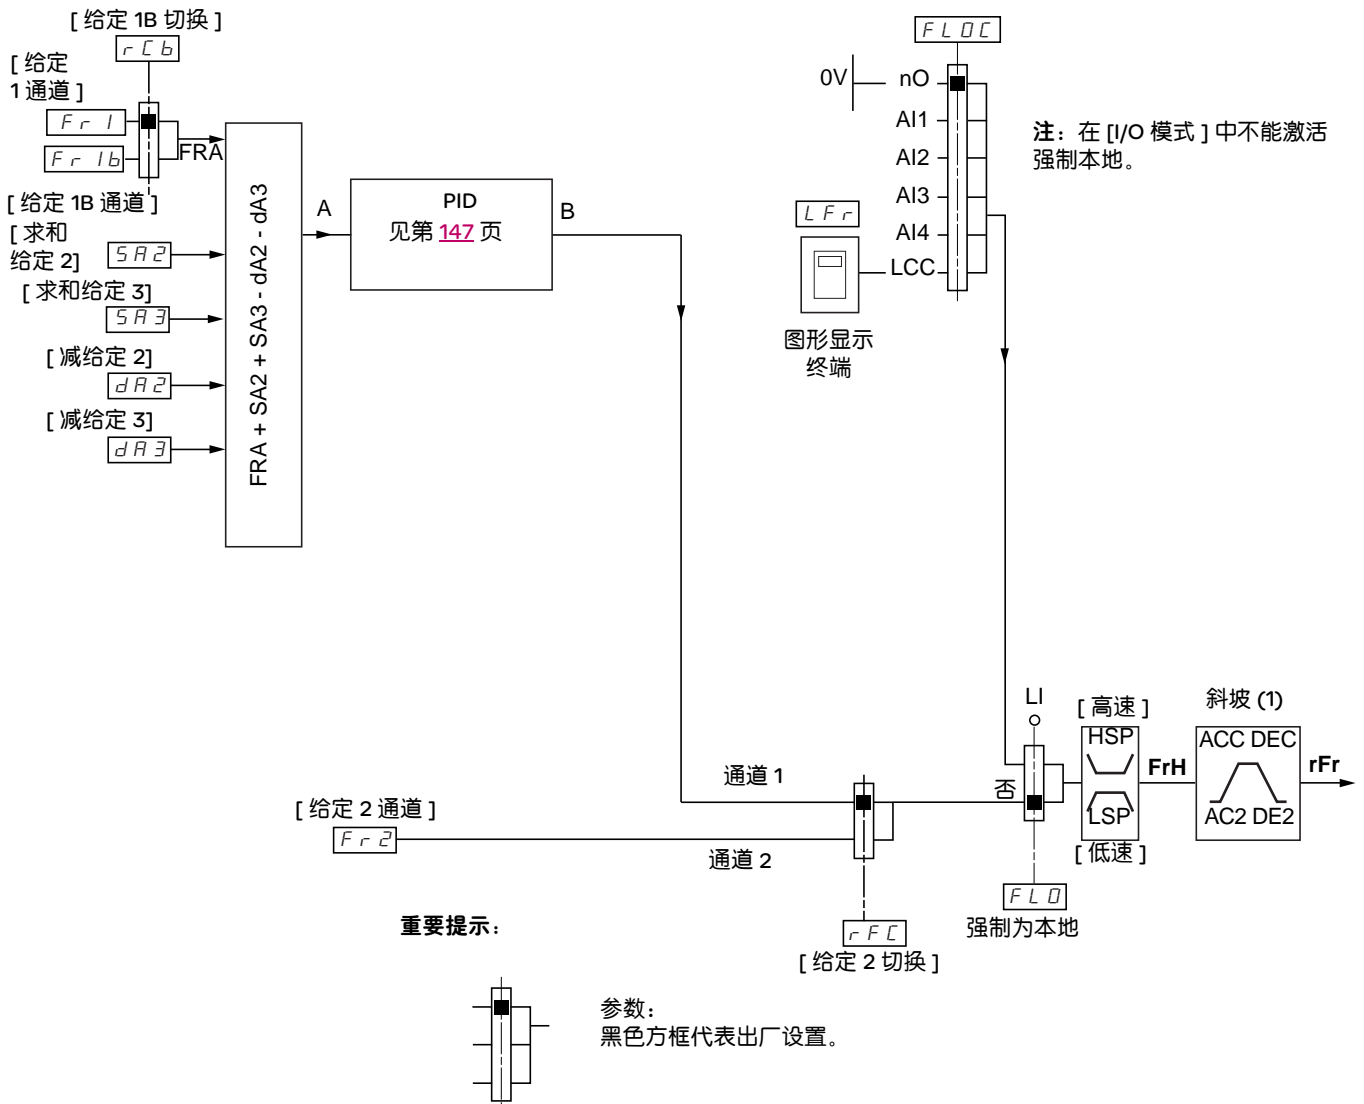 [ 给定 1B 切换 ]
rCb
[ 给定
1 通道 ]
Fr1
Fr1b
FRA
[ 给定 1B 通道 ]
[ 求和
给定 2]
SA2
[ 求和给定 3]
SA3
[ 减给定 2]
dA2
[ 减给定 3]
dA3
FRA + SA2 + SA3 - dA2 - dA3
A
PID
见第 147 页
B
FLOC
0V
nO
AI1
AI2
AI3
AI4
LCC
LFr
图形显示
终端
注：在 [I/O 模式 ] 中不能激活
强制本地。
通道 1
[ 给定 2 通道 ]
Fr2
通道 2
rFC
[ 给定 2 切换 ]
LI
否
FLO
强制为本地
[ 高速 ]
HSP
LSP
[ 低速 ]
FrH
斜坡 (1)
ACC DEC
AC2 DE2
rFr
重要提示：
参数：
黑色方框代表出厂设置。